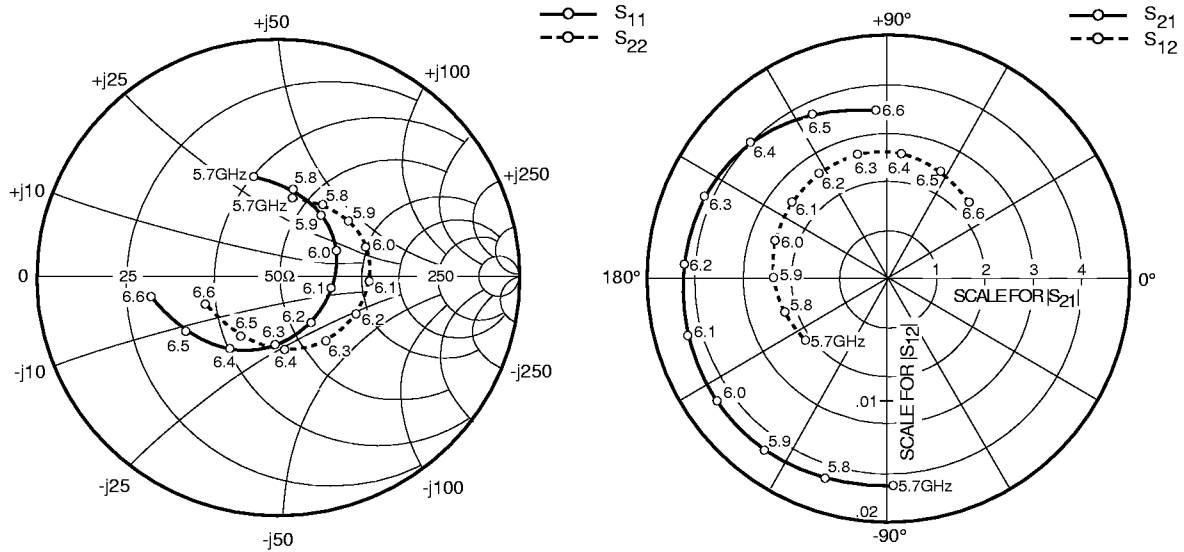 S11
S22
+j50
+j25
+j100
+j10
+j250
0
25
50Ω
250
-j10
-j250
-j25
-j100
-j50
5.7GHz
5.8
5.9
6.0
6.1
6.2
6.3
6.4
6.5
6.6
5.7GHz
5.8
5.9
6.0
6.1
6.2
6.3
6.4
6.5
6.6
S21
S12
+90°
180°
0°
-90°
1
2
3
4
SCALE FOR |S21|
SCALE FOR |S12|
.01
.02
6.6
6.5
6.4
6.3
6.2
6.1
6.0
5.9
5.8
5.7GHz
6.6
6.5
6.4
6.3
6.2
6.1
6.0
5.9
5.8
5.7GHz